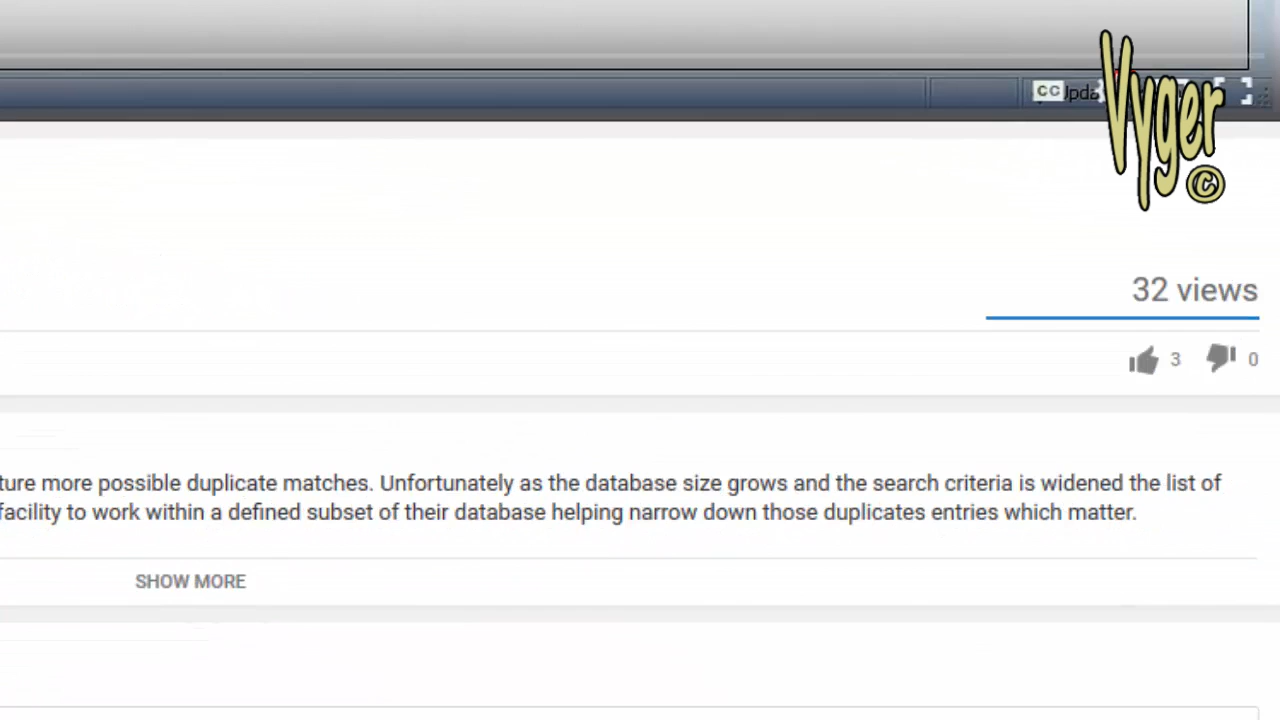 CC
Vyger
©
32 views
3 0
ture more possible duplicate matches. Unfortunately as the database size grows and the search criteria is widened the list of
facility to work within a defined subset of their database helping narrow down those duplicates entries which matter.
SHOW MORE